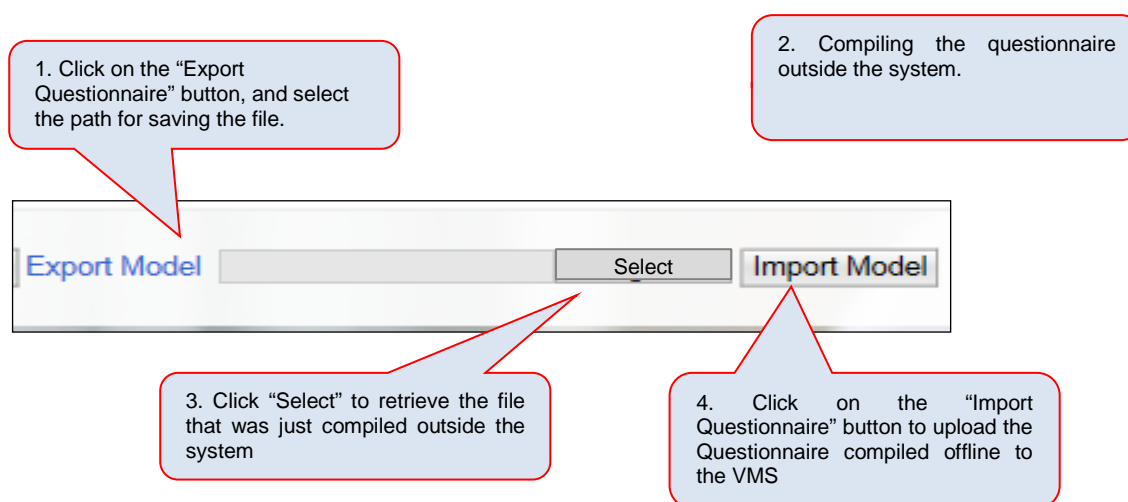 1. Click on the “Export
Questionnaire” button, and select
the path for saving the file.
2. Compiling the questionnaire
outside the system.
Export Model
Select
Import Model
3. Click “Select” to retrieve the file
that was just compiled outside the
system
4. Click on the “Import
Questionnaire” button to upload the
Questionnaire compiled offline to
the VMS